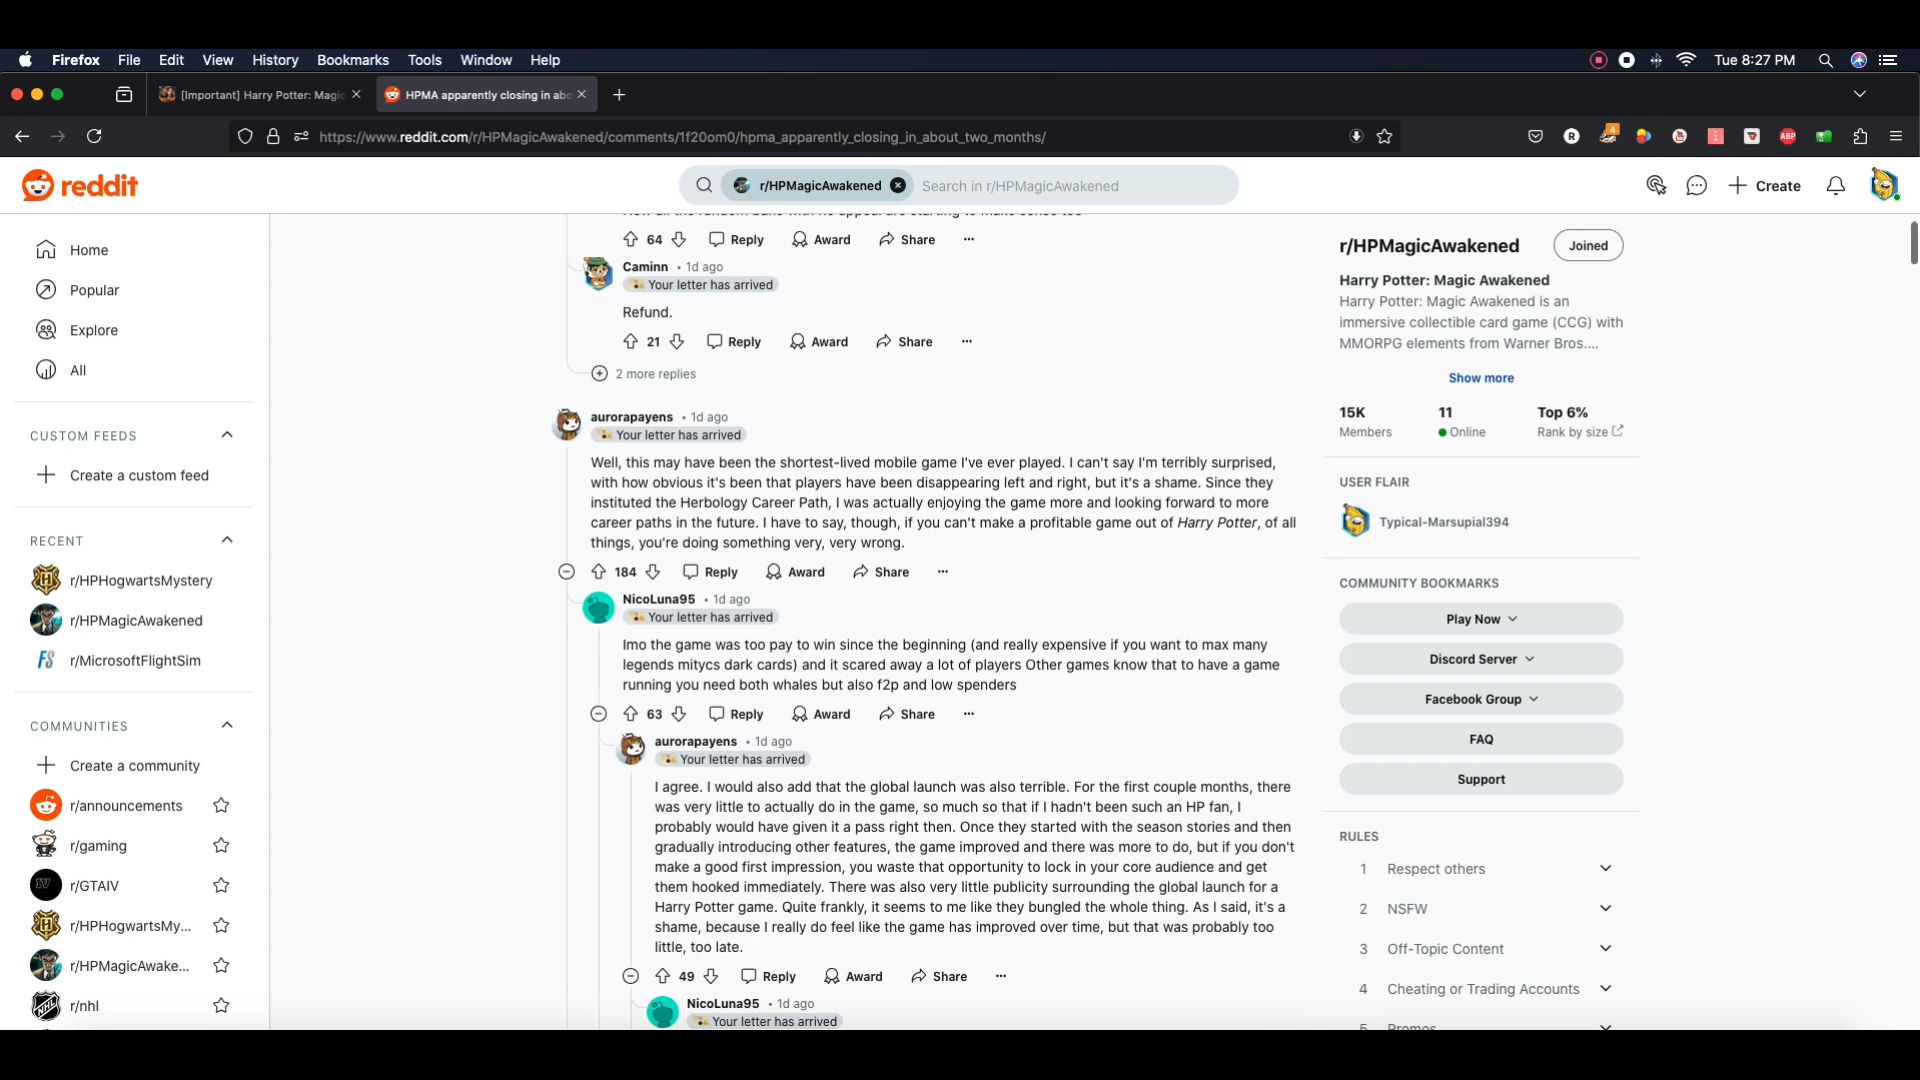 Firefox File Edit View History Bookmarks Tools Window Help
Tue 8:27 PM
[Important] Harry Potter: Magic
HPMA apparently closing in abo
https://www.reddit.com/r/HPMagicAwakened/comments/1f20om0/hpma_apparently_closing_in_about_two_months/
R
4
ABP
reddit
r/HPMagicAwakened
Search in r/HPMagicAwakened
Create
Home
Popular
Explore
All
CUSTOM FEEDS
Create a custom feed
RECENT
r/HPHogwartsMystery
r/HPMagicAwakened
FS r/MicrosoftFlightSim
COMMUNITIES
Create a community
r/announcements
r/gaming
IV r/GTAIV
r/HPHogwartsMy...
r/HPMagicAwake...
r/nhl
64 Reply Award Share
Caminn • 1d ago
Your letter has arrived
Refund.
21 Reply Award Share
2 more replies
aurorapayens • 1d ago
Your letter has arrived
Well, this may have been the shortest-lived mobile game I've ever played. I can't say I'm terribly surprised,
with how obvious it's been that players have been disappearing left and right, but it's a shame. Since they
instituted the Herbology Career Path, I was actually enjoying the game more and looking forward to more
career paths in the future. I have to say, though, if you can't make a profitable game out of Harry Potter, of all
things, you're doing something very, very wrong.
184 Reply Award Share
NicoLuna95 • 1d ago
Your letter has arrived
Imo the game was too pay to win since the beginning (and really expensive if you want to max many
legends mitycs dark cards) and it scared away a lot of players Other games know that to have a game
running you need both whales but also f2p and low spenders
63 Reply Award Share
aurorapayens • 1d ago
Your letter has arrived
I agree. I would also add that the global launch was also terrible. For the first couple months, there
was very little to actually do in the game, so much so that if I hadn't been such an HP fan, I
probably would have given it a pass right then. Once they started with the season stories and then
gradually introducing other features, the game improved and there was more to do, but if you don't
make a good first impression, you waste that opportunity to lock in your core audience and get
them hooked immediately. There was also very little publicity surrounding the global launch for a
Harry Potter game. Quite frankly, it seems to me like they bungled the whole thing. As I said, it's a
shame, because I really do feel like the game has improved over time, but that was probably too
little, too late.
49 Reply Award Share
NicoLuna95 • 1d ago
Your letter has arrived
r/HPMagicAwakened
Joined
Harry Potter: Magic Awakened
Harry Potter: Magic Awakened is an
immersive collectible card game (CCG) with
MMORPG elements from Warner Bros....
Show more
15K 11 Top 6%
Members Online Rank by size
USER FLAIR
Typical-Marsupial394
COMMUNITY BOOKMARKS
Play Now
Discord Server
Facebook Group
FAQ
Support
RULES
1 Respect others
2 NSFW
3 Off-Topic Content
4 Cheating or Trading Accounts
5 Promos